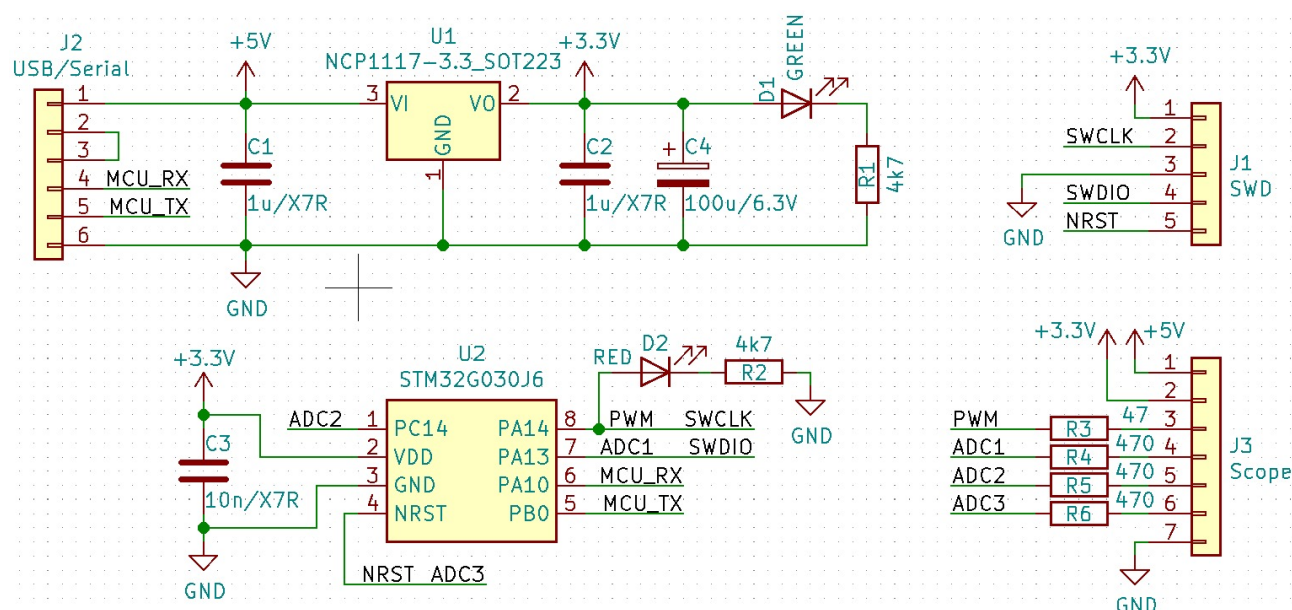 J2
USB/Serial
1
2
3
4 MCU_RX
5 MCU_TX
6
+5V
C1
1u/X7R
GND
U1
NCP1117-3.3_SOT223
3 VI VO 2
GND
1
+3.3V
C2
1u/X7R
C4
+
100u/6.3V
D1
GREEN
R1
4k7
+3.3V
1
SWCLK 2
3
SWDIO 4
NRST 5
GND
J1
SWD
+3.3V
C3
10n/X7R
GND
U2
STM32G030J6
ADC2 1 PC14 PA14 8 PWM SWCLK
2 VDD PA13 7 ADC1 SWDIO
3 GND PA10 6 MCU_RX
4 NRST PB0 5 MCU_TX
NRST ADC3
RED
D2
4k7
R2
GND
+3.3V +5V
1
2
PWM R3 47 3
ADC1 R4 470 4
ADC2 R5 470 5
ADC3 R6 470 6
7
GND
J3
Scope